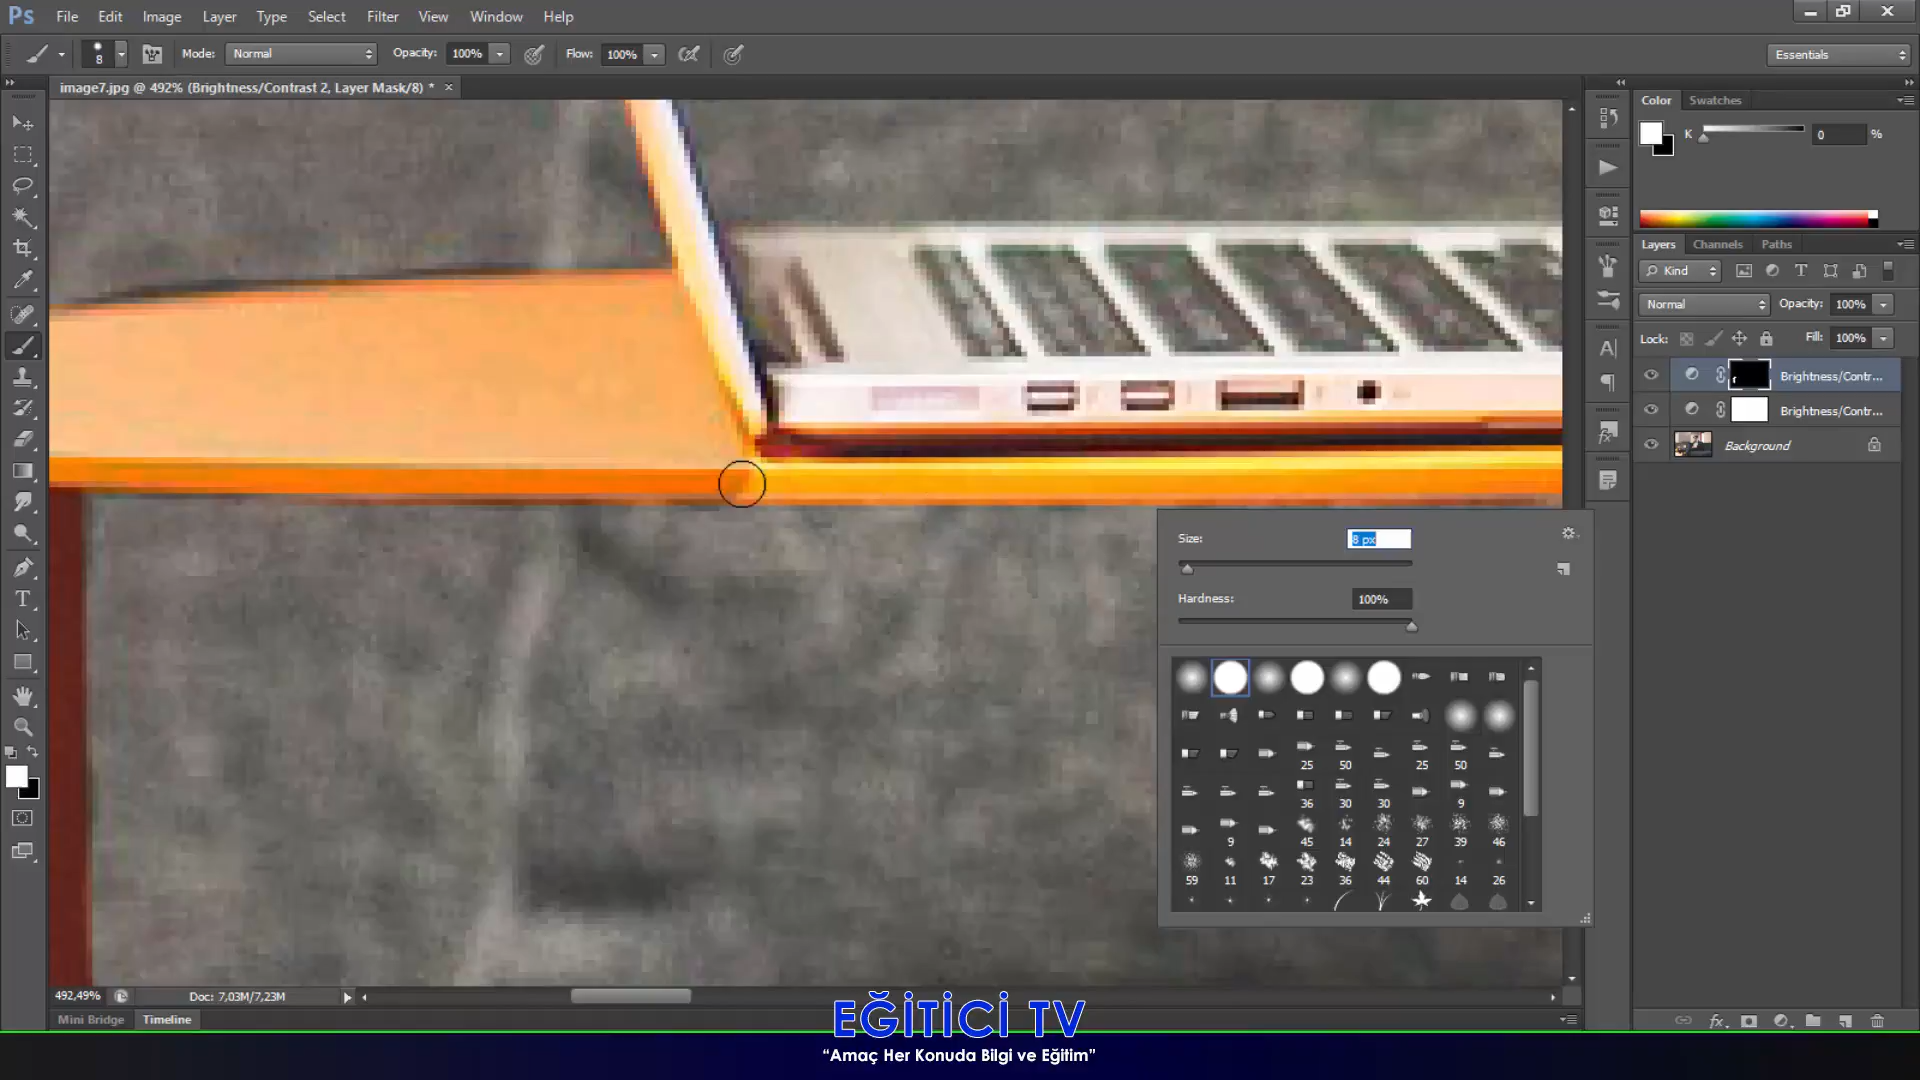 Ps File Edit Image Layer Type Select Filter View Window Help
8 Mode: Normal Opacity: 100% Flow: 100% Essentials
image7.jpg @ 492% (Brightness/Contrast 2, Layer Mask/8) * ×
Color Swatches
K 0 %
Layers Channels Paths
Kind
Normal Opacity: 100%
Lock: Fill: 100%
Brightness/Contr...
Brightness/Contr...
Background
Size: 8 px
Hardness: 100%
25 50 25 50
36 30 30 9
9 45 14 24 27 39 46
59 11 17 23 36 44 60 14 26
492,49% Doc: 7,03M/7,23M
Mini Bridge Timeline
EĞİTİCİ TV
“Amaç Her Konuda Bilgi ve Eğitim”